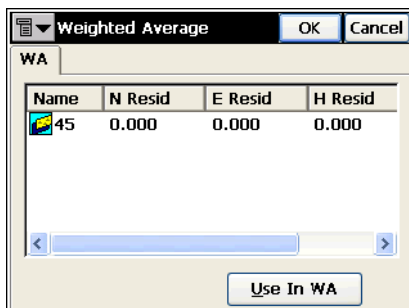 Weighted Average OK Cancel
WA
Name N Resid E Resid H Resid
45 0.000 0.000 0.000
Use In WA